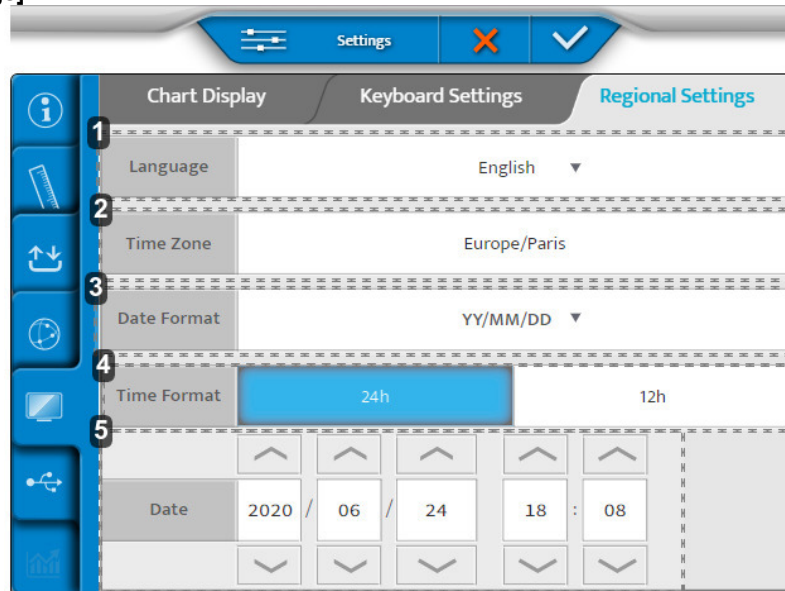 Settings
Chart Display Keyboard Settings Regional Settings
1
Language English
2
Time Zone Europe/Paris
3
Date Format YY/MM/DD
4
Time Format 24h 12h
5
Date 2020 / 06 / 24 18 : 08